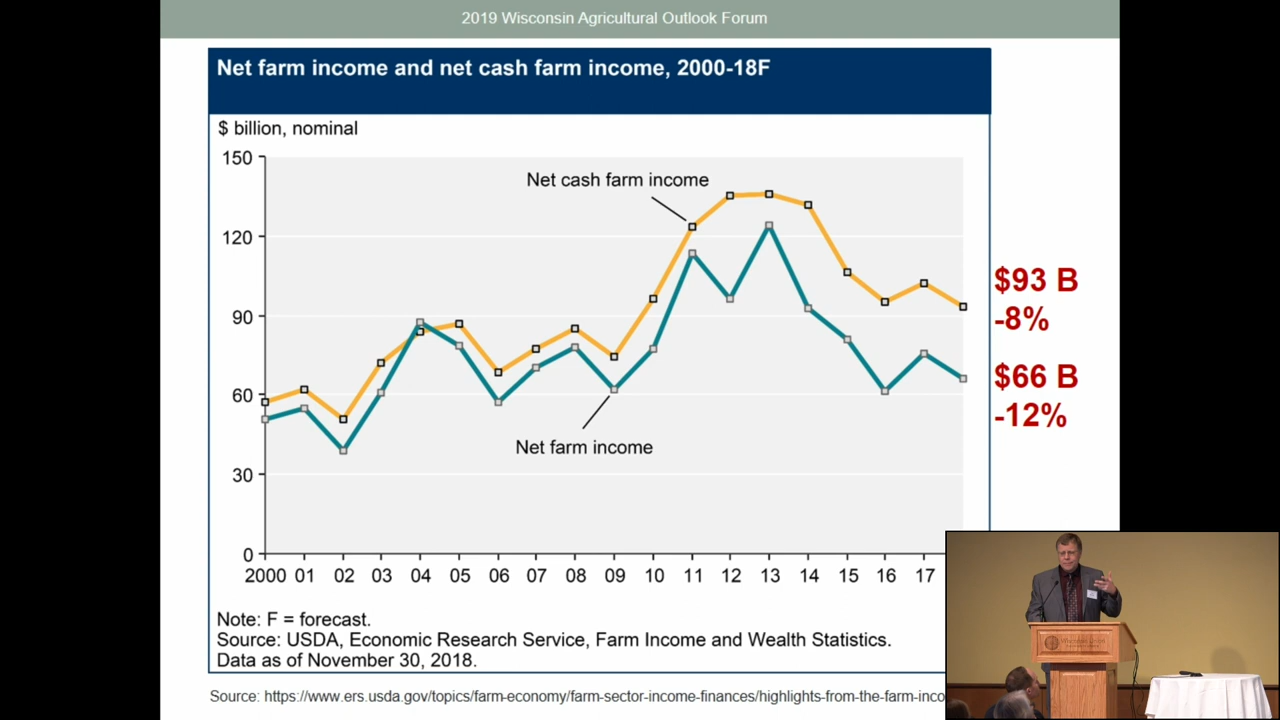 2019 Wisconsin Agricultural Outlook Forum
Net farm income and net cash farm income, 2000-18F
$ billion, nominal
150
Net cash farm income
120
$93 B
-8%
90
$66 B
-12%
60
Net farm income
30
0
2000 01 02 03 04 05 06 07 08 09 10 11 12 13 14 15 16 17
Note: F = forecast.
Source: USDA, Economic Research Service, Farm Income and Wealth Statistics.
Data as of November 30, 2018.
Source: https://www.ers.usda.gov/topics/farm-economy/farm-sector-income-finances/highlights-from-the-farm-inco